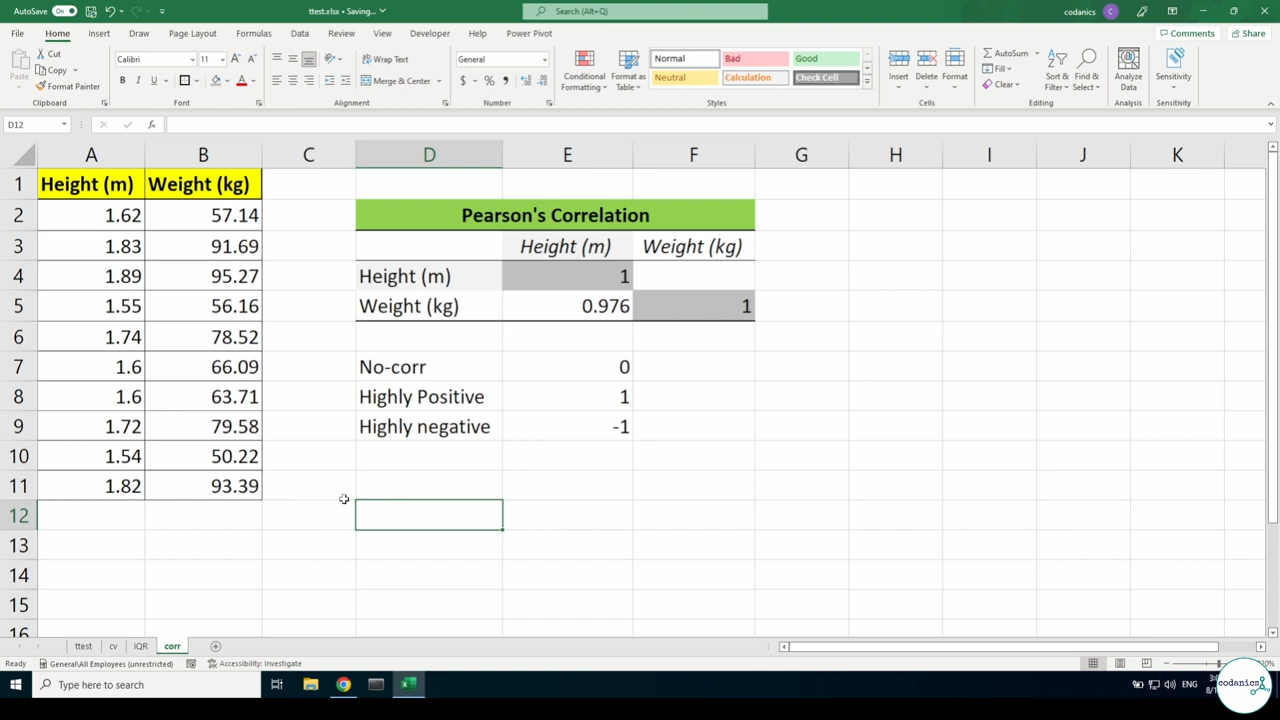 AutoSave On ttest.xlsx - Saving... Search (Alt+Q) codanics C
File Home Insert Draw Page Layout Formulas Data Review View Developer Help Power Pivot Comments Share
Paste Cut Copy Format Painter Clipboard
Calibri 11 B I U Font
Wrap Text Merge & Center Alignment
General $ % Number
Conditional Formatting Format as Table Normal Bad Good Neutral Calculation Check Cell Styles
Insert Delete Format Cells
AutoSum Fill Clear Sort & Filter Find & Select Editing
Analyze Data Analysis
Sensitivity Sensitivity
D12 fx
A B C D E F G H I J K
1 Height (m) Weight (kg)
2 1.62 57.14 Pearson's Correlation
3 1.83 91.69 Height (m) Weight (kg)
4 1.89 95.27 Height (m) 1
5 1.55 56.16 Weight (kg) 0.976 1
6 1.74 78.52
7 1.6 66.09 No-corr 0
8 1.6 63.71 Highly Positive 1
9 1.72 79.58 Highly negative -1
10 1.54 50.22
11 1.82 93.39
12
13
14
15
16
ttest cv IQR corr
Ready General\All Employees (unrestricted) Accessibility: Investigate
Type here to search ENG
codanics